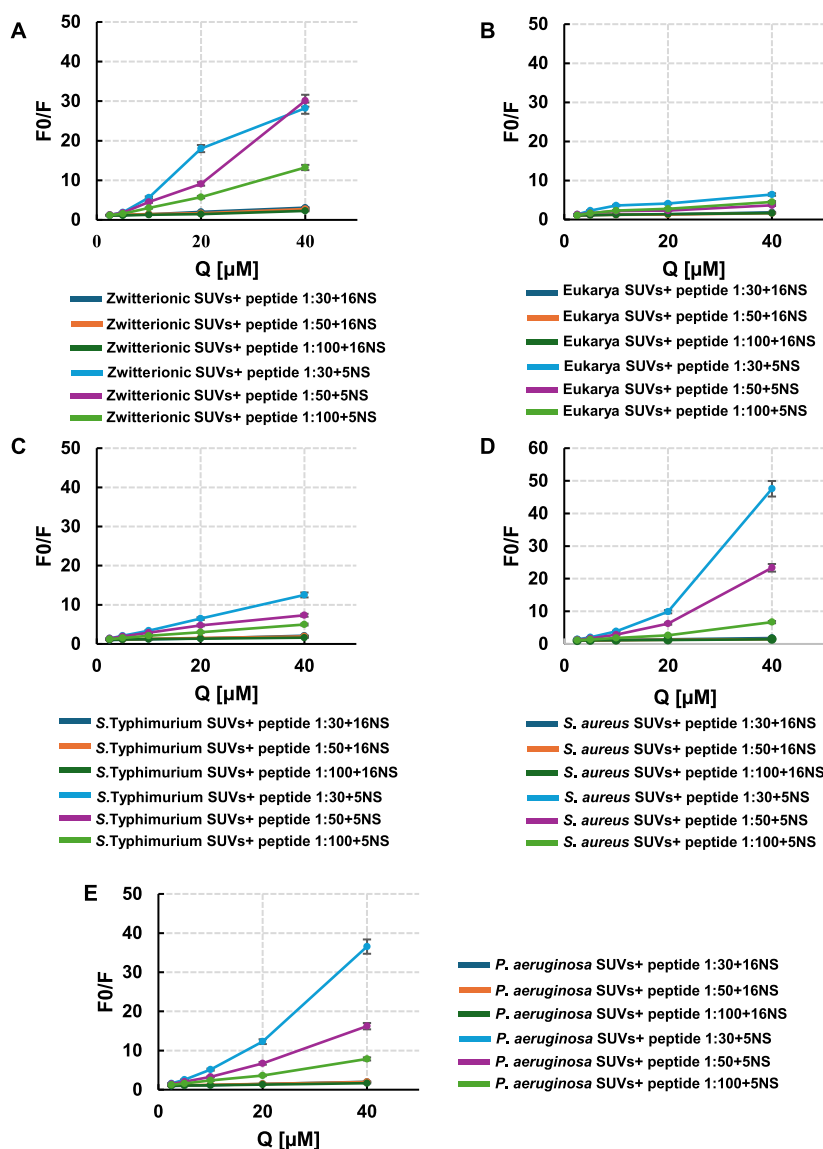 A
50
40
30
20
10
0
F0/F
0
20
40
Q [µM]
Zwitterionic SUVs+ peptide 1:30+16NS
Zwitterionic SUVs+ peptide 1:50+16NS
Zwitterionic SUVs+ peptide 1:100+16NS
Zwitterionic SUVs+ peptide 1:30+5NS
Zwitterionic SUVs+ peptide 1:50+5NS
Zwitterionic SUVs+ peptide 1:100+5NS
B
50
40
30
20
10
0
F0/F
0
20
40
Q [µM]
Eukarya SUVs+ peptide 1:30+16NS
Eukarya SUVs+ peptide 1:50+16NS
Eukarya SUVs+ peptide 1:100+16NS
Eukarya SUVs+ peptide 1:30+5NS
Eukarya SUVs+ peptide 1:50+5NS
Eukarya SUVs+ peptide 1:100+5NS
C
50
40
30
20
10
0
F0/F
0
20
40
Q [µM]
S.Typhimurium SUVs+ peptide 1:30+16NS
S.Typhimurium SUVs+ peptide 1:50+16NS
S.Typhimurium SUVs+ peptide 1:100+16NS
S.Typhimurium SUVs+ peptide 1:30+5NS
S.Typhimurium SUVs+ peptide 1:50+5NS
S.Typhimurium SUVs+ peptide 1:100+5NS
D
60
50
40
30
20
10
0
F0/F
0
20
40
Q [µM]
S. aureus SUVs+ peptide 1:30+16NS
S. aureus SUVs+ peptide 1:50+16NS
S. aureus SUVs+ peptide 1:100+16NS
S. aureus SUVs+ peptide 1:30+5NS
S. aureus SUVs+ peptide 1:50+5NS
S. aureus SUVs+ peptide 1:100+5NS
E
50
40
30
20
10
0
F0/F
0
20
40
Q [µM]
P. aeruginosa SUVs+ peptide 1:30+16NS
P. aeruginosa SUVs+ peptide 1:50+16NS
P. aeruginosa SUVs+ peptide 1:100+16NS
P. aeruginosa SUVs+ peptide 1:30+5NS
P. aeruginosa SUVs+ peptide 1:50+5NS
P. aeruginosa SUVs+ peptide 1:100+5NS